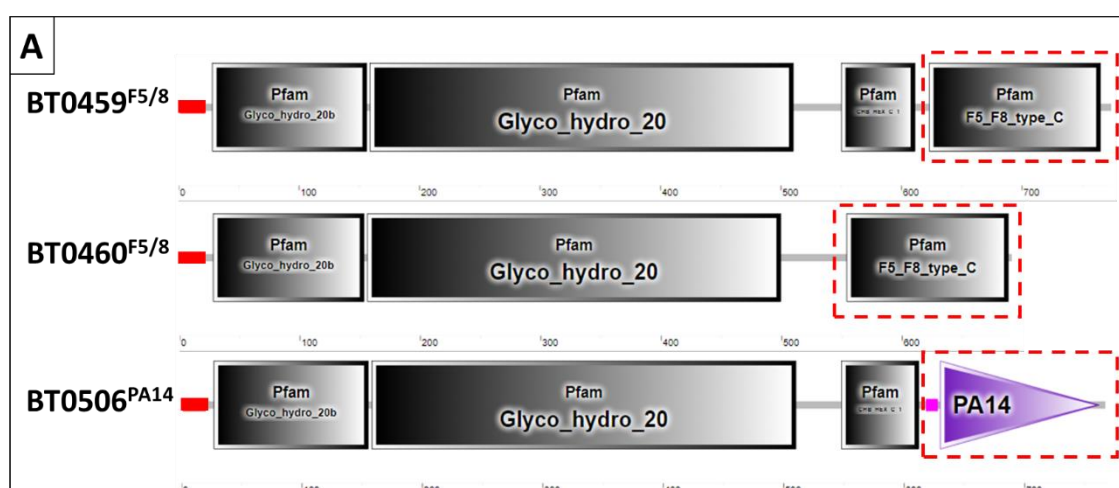 A
BT0459F5/8
Pfam
Glyco_hydro_20b
Pfam
Glyco_hydro_20
Pfam
Pfam
F5_F8_type_C
0 100 200 300 400 500 600 700
BT0460F5/8
Pfam
Glyco_hydro_20b
Pfam
Glyco_hydro_20
Pfam
F5_F8_type_C
0 100 200 300 400 500 600
BT0506PA14
Pfam
Glyco_hydro_20b
Pfam
Glyco_hydro_20
Pfam
PA14